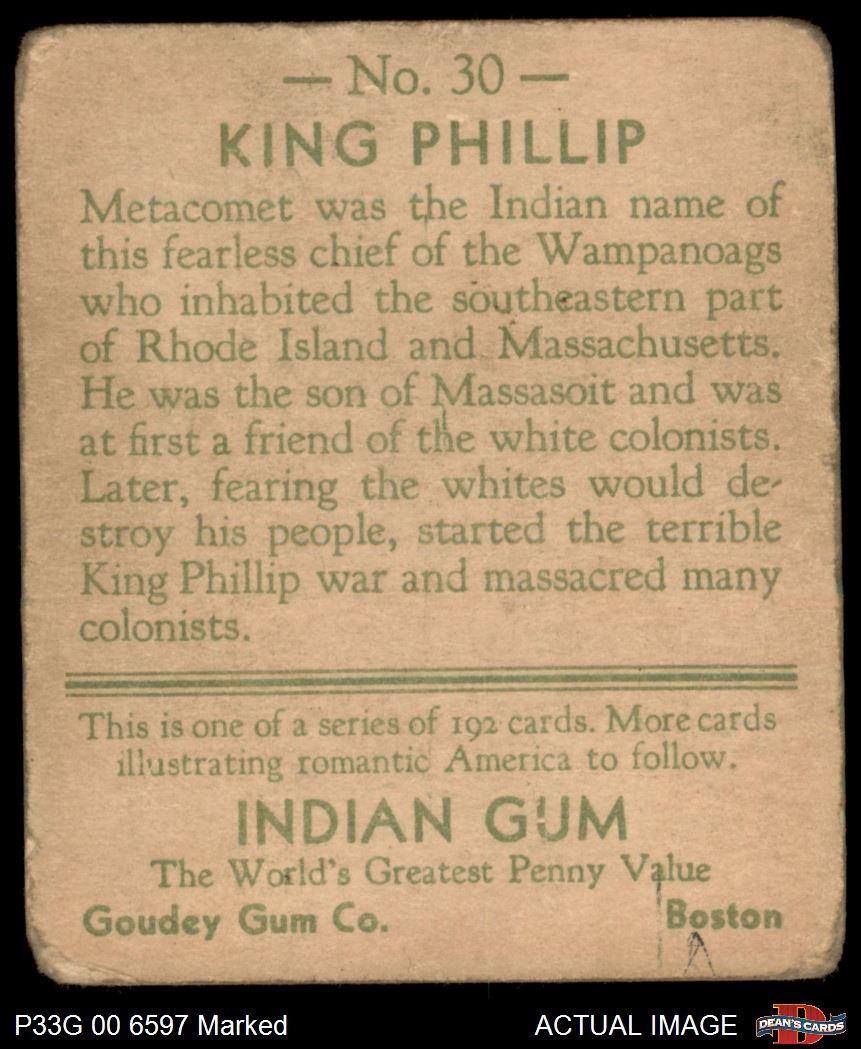 — No. 30 —
KING PHILLIP
Metacomet was the Indian name of
this fearless chief of the Wampanoags
who inhabited the southeastern part
of Rhode Island and Massachusetts.
He was the son of Massasoit and was
at first a friend of the white colonists.
Later, fearing the whites would de-
stroy his people, started the terrible
King Phillip war and massacred many
colonists.
This is one of a series of 192 cards. More cards
illustrating romantic America to follow.
INDIAN GUM
The World's Greatest Penny Value
Goudey Gum Co. Boston
P33G 00 6597 Marked ACTUAL IMAGE DEAN'S CARDS